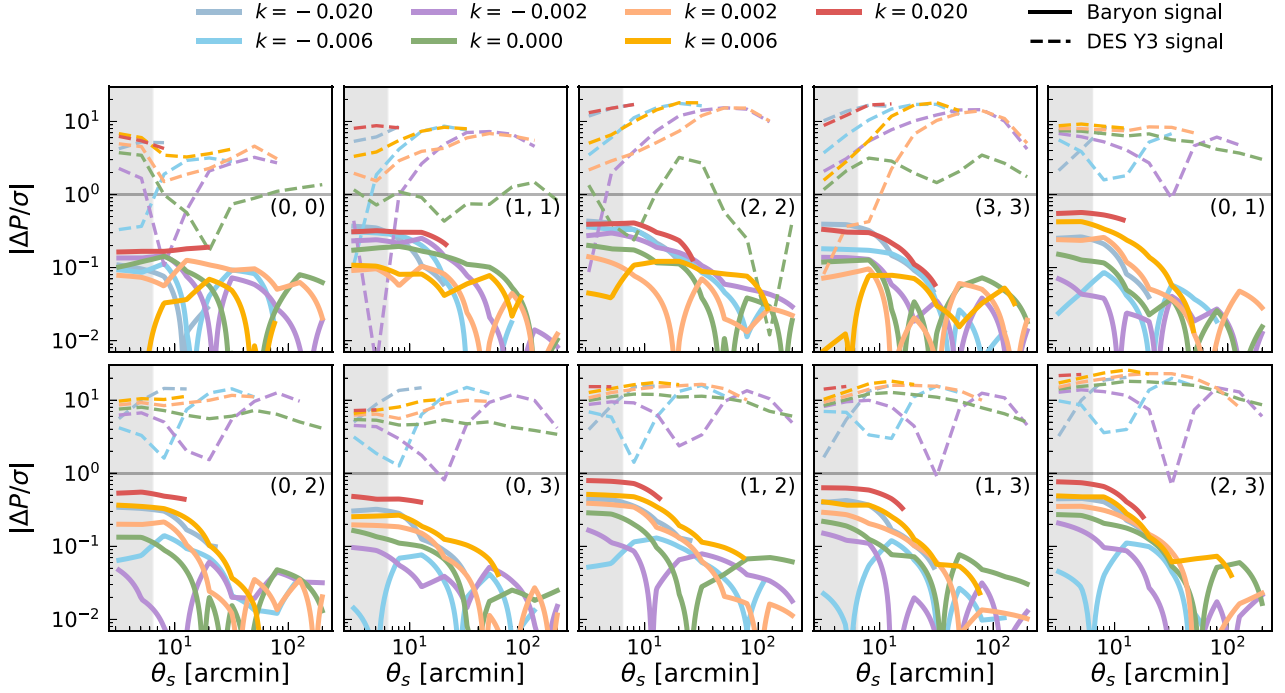 k = −0.020 k = −0.002 k = 0.002 k = 0.020 Baryon signal
k = −0.006 k = 0.000 k = 0.006 DES Y3 signal
|ΔP/σ|
10¹
10⁰
10⁻¹
10⁻²
(0, 0) (1, 1) (2, 2) (3, 3) (0, 1)
|ΔP/σ|
10¹
10⁰
10⁻¹
10⁻²
(0, 2) (0, 3) (1, 2) (1, 3) (2, 3)
10¹ 10² 10¹ 10² 10¹ 10² 10¹ 10² 10¹ 10²
θₛ [arcmin] θₛ [arcmin] θₛ [arcmin] θₛ [arcmin] θₛ [arcmin]